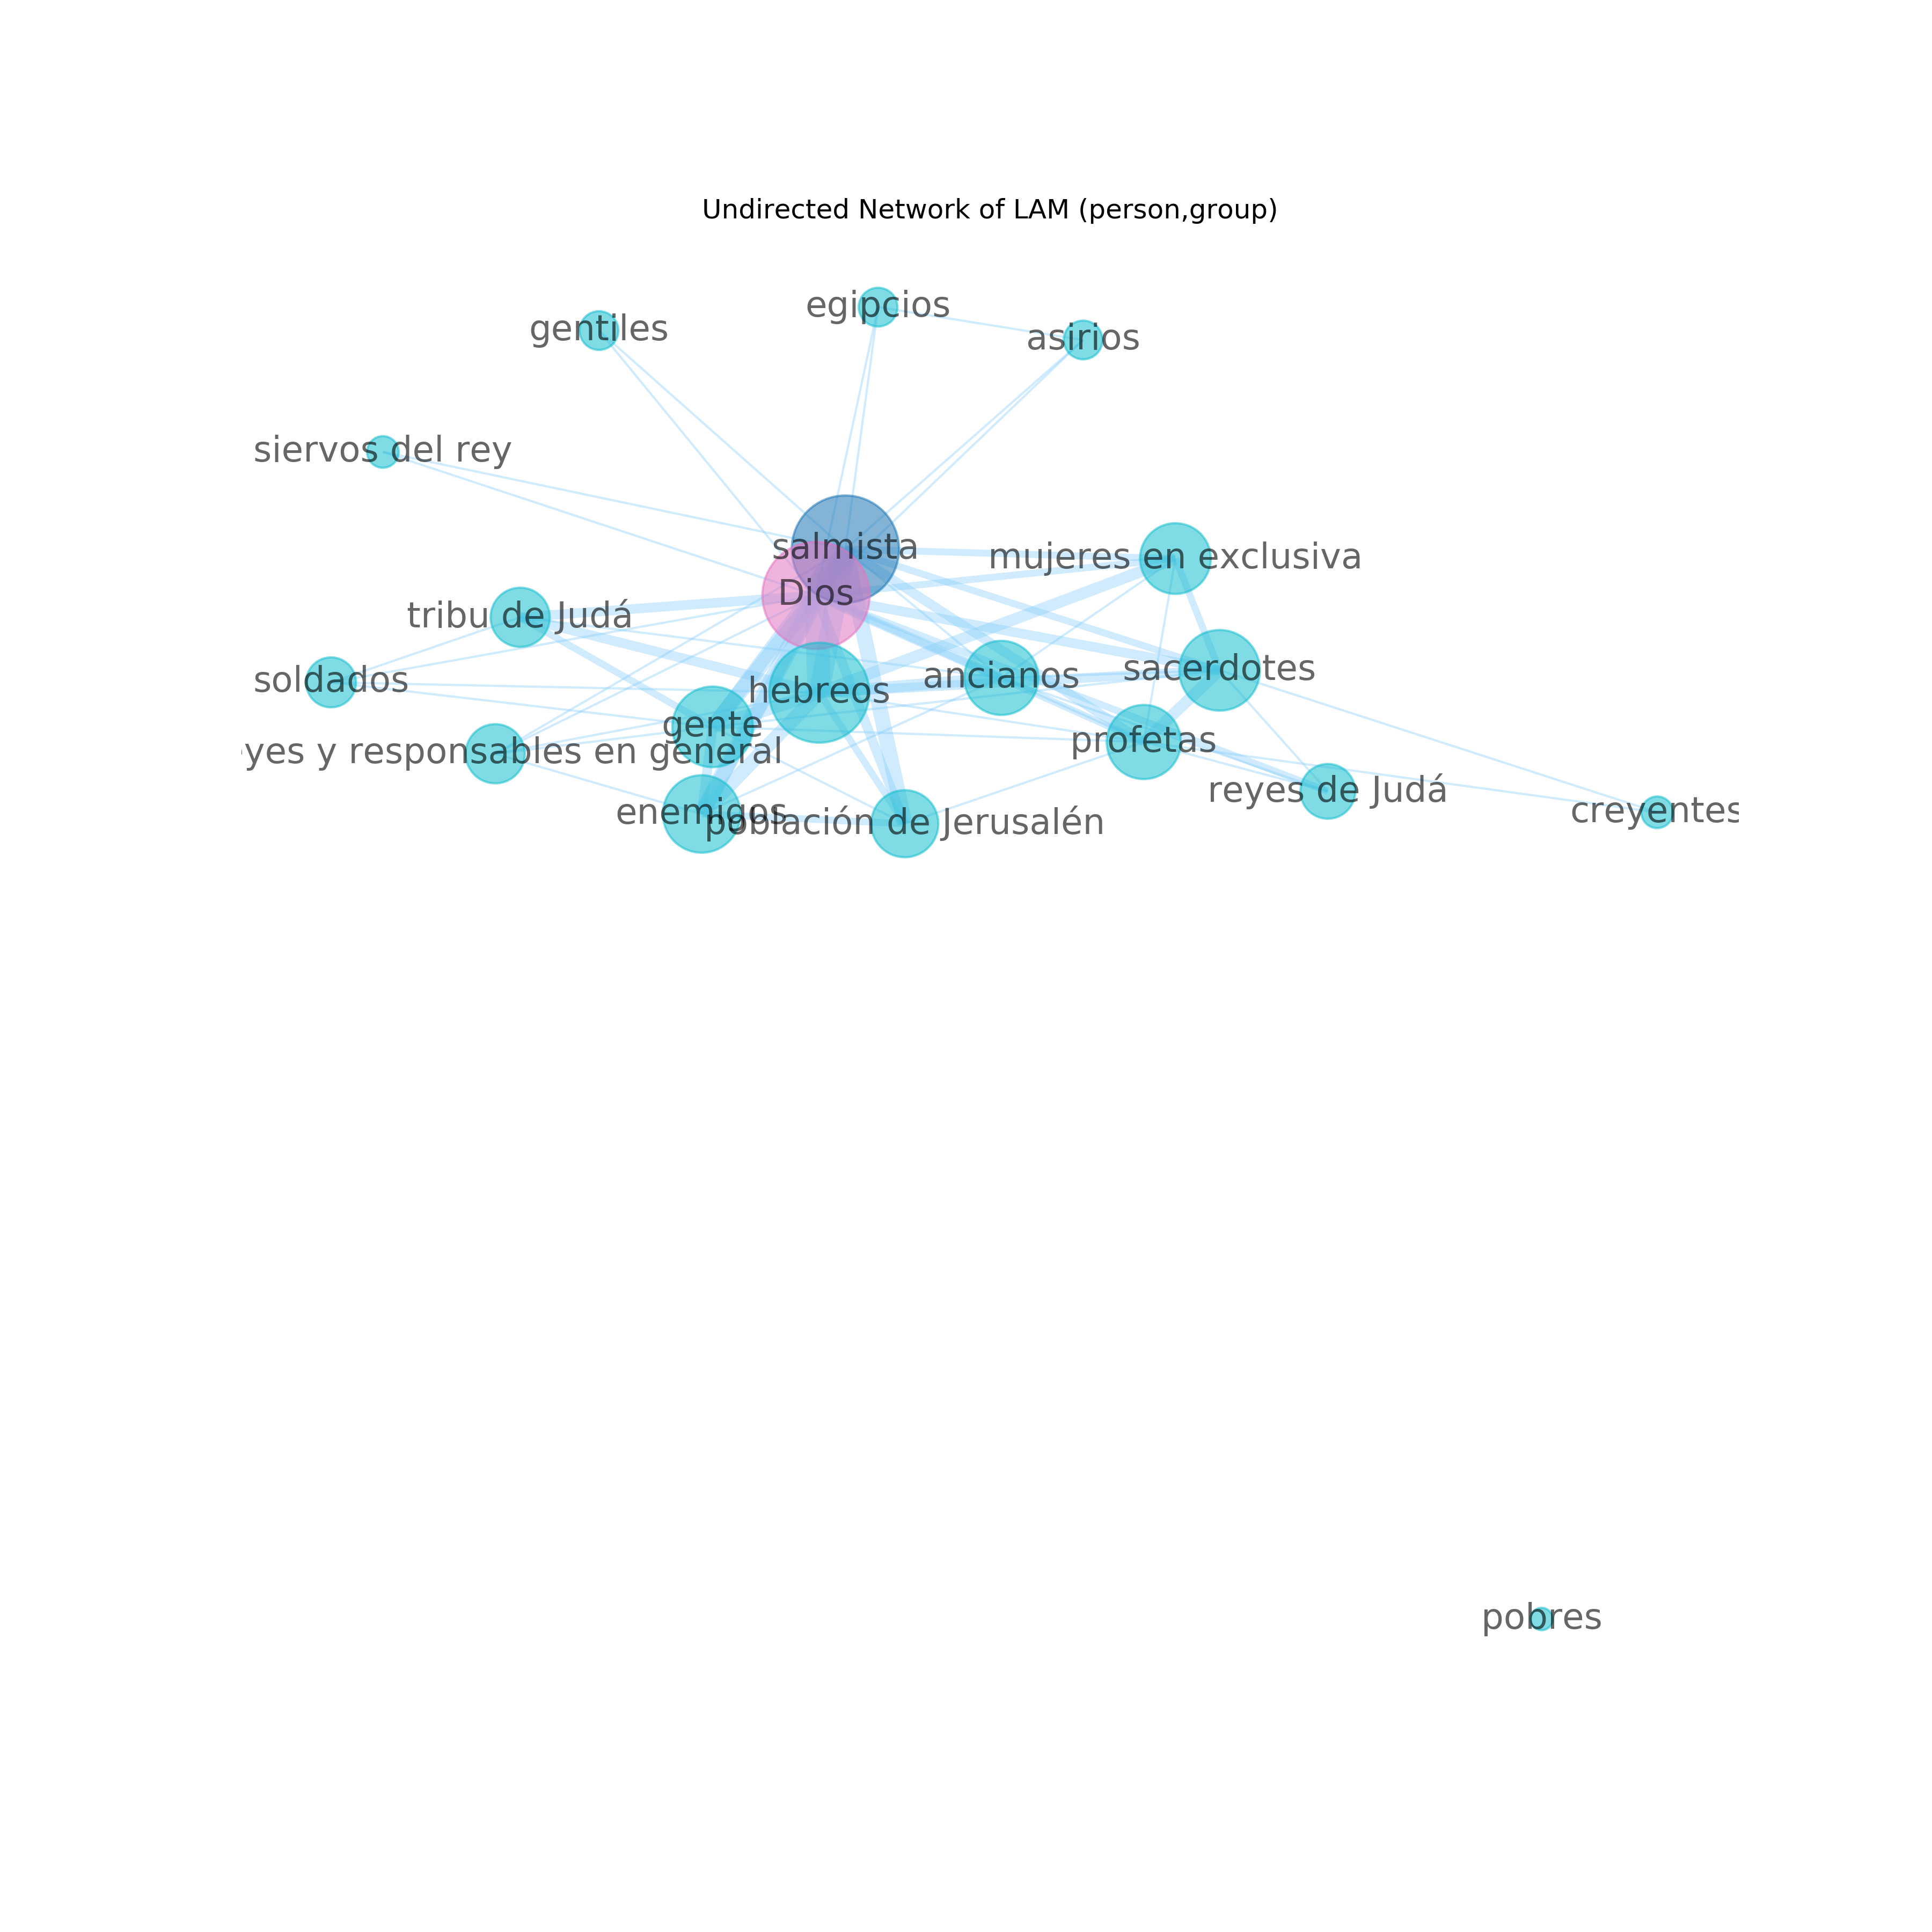 Undirected Network of LAM (person,group)
egipcios
gentiles
asirios
siervos del rey
salmista
mujeres en exclusiva
Dios
tribu de Judá
sacerdotes
ancianos
soldados
hebreos
gente
profetas
yes y responsables en general
reyes de Judá
creyentes
enemigos
población de Jerusalén
pobres